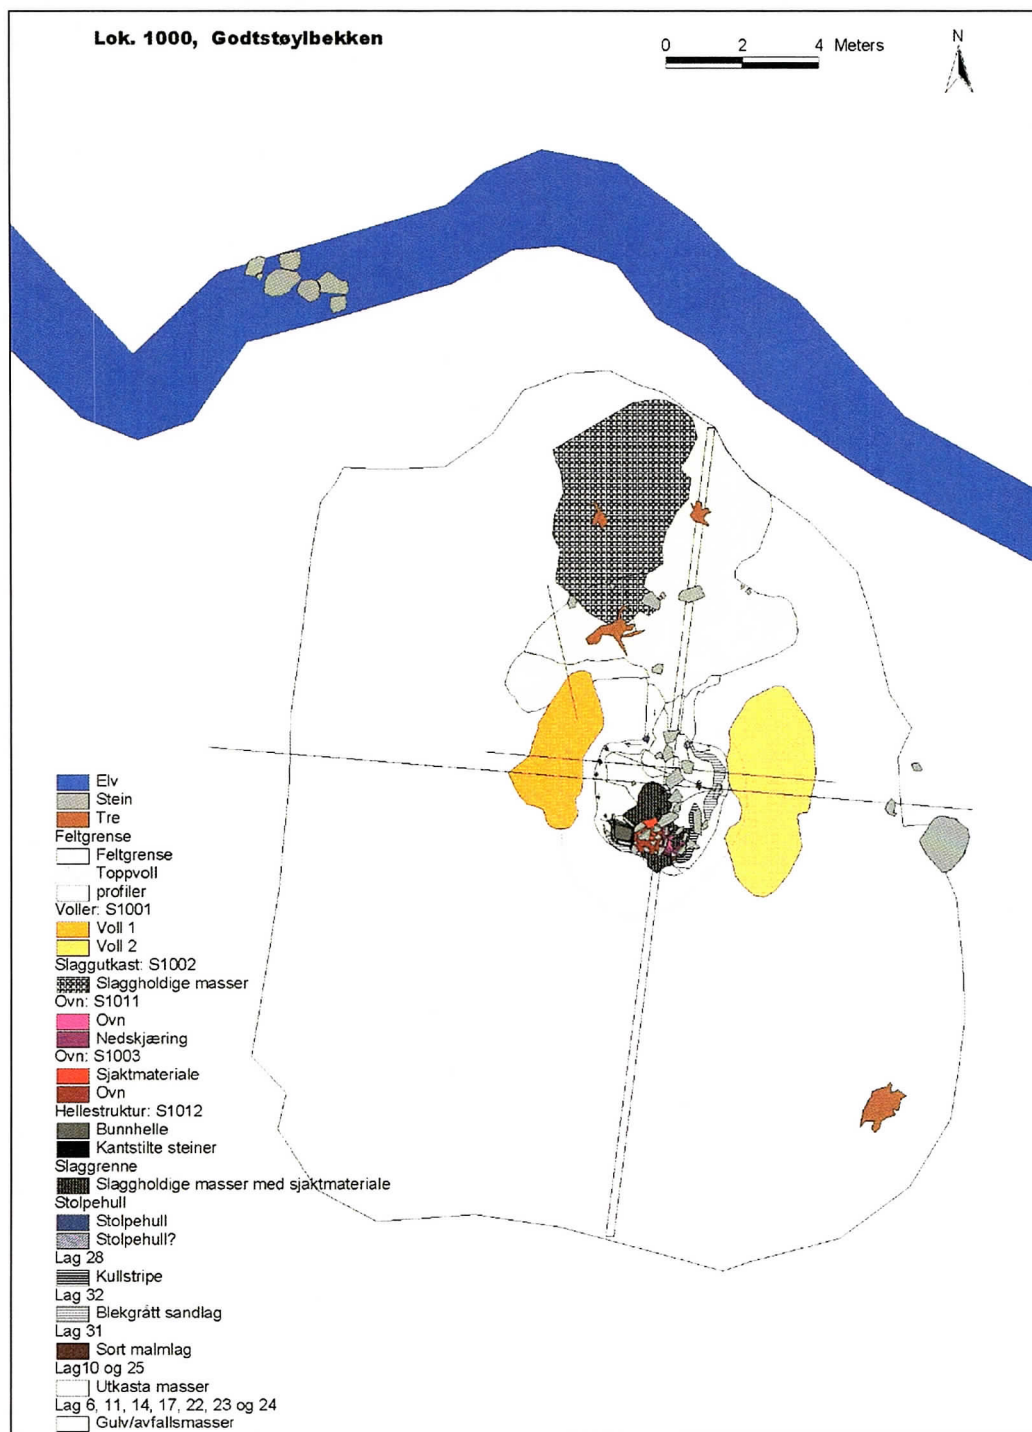 Lok. 1000, Godtstøylbekken
0 2 4 Meters
N
Elv
Stein
Tre
Feltgrense
Feltgrense
Toppvoll
profiler
Voller: S1001
Voll 1
Voll 2
Slaggutkast: S1002
Slaggholdige masser
Ovn: S1011
Ovn
Nedskjæring
Ovn: S1003
Sjaktmateriale
Ovn
Hellestruktur: S1012
Bunnhelle
Kantstilte steiner
Slaggrenne
Slaggholdige masser med sjaktmateriale
Stolpehull
Stolpehull
Stolpehull?
Lag 28
Kullstripe
Lag 32
Blekgrått sandlag
Lag 31
Sort malmlag
Lag10 og 25
Utkasta masser
Lag 6, 11, 14, 17, 22, 23 og 24
Gulv/avfallsmasser